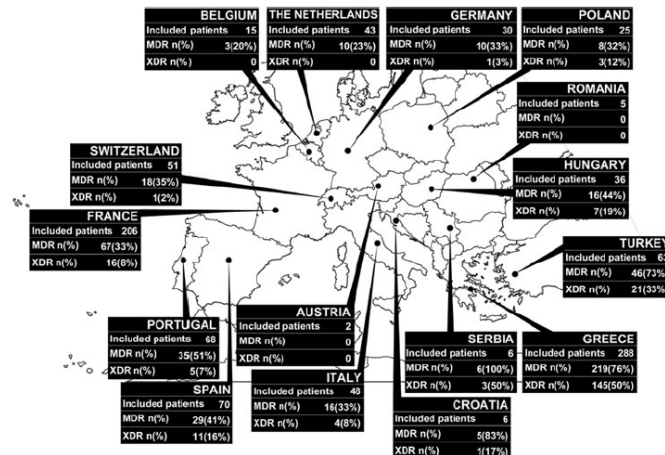 BELGIUM
Included patients 15
MDR n(%) 3(20%)
XDR n(%) 0
THE NETHERLANDS
Included patients 43
MDR n(%) 10(23%)
XDR n(%) 0
GERMANY
Included patients 30
MDR n(%) 10(33%)
XDR n(%) 1(3%)
POLAND
Included patients 25
MDR n(%) 8(32%)
XDR n(%) 3(12%)
ROMANIA
Included patients 5
MDR n(%) 0
XDR n(%) 0
SWITZERLAND
Included patients 51
MDR n(%) 18(35%)
XDR n(%) 1(2%)
HUNGARY
Included patients 36
MDR n(%) 16(44%)
XDR n(%) 7(19%)
FRANCE
Included patients 206
MDR n(%) 67(33%)
XDR n(%) 16(8%)
TURKEY
Included patients 63
MDR n(%) 46(73%)
XDR n(%) 21(33%)
AUSTRIA
Included patients 2
MDR n(%) 0
XDR n(%) 0
PORTUGAL
Included patients 68
MDR n(%) 35(51%)
XDR n(%) 5(7%)
SERBIA
Included patients 6
MDR n(%) 6(100%)
XDR n(%) 3(50%)
GREECE
Included patients 288
MDR n(%) 219(76%)
XDR n(%) 145(50%)
ITALY
Included patients 48
MDR n(%) 16(33%)
XDR n(%) 4(8%)
SPAIN
Included patients 70
MDR n(%) 29(41%)
XDR n(%) 11(16%)
CROATIA
Included patients 6
MDR n(%) 5(83%)
XDR n(%) 1(17%)